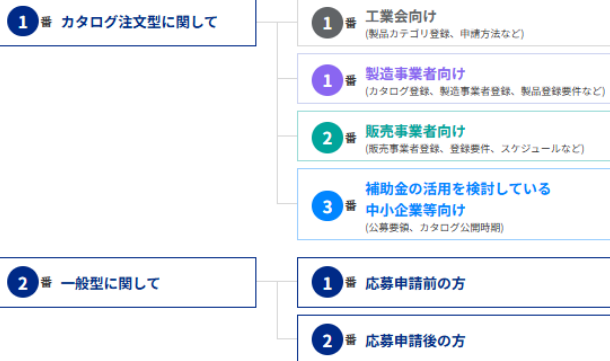 1 番 カタログ注文型に関して
1 番 工業会向け
(製品カテゴリ登録、申請方法など)
1 番 製造事業者向け
(カタログ登録、製造事業者登録、製品登録要件など)
2 番 販売事業者向け
(販売事業者登録、登録要件、スケジュールなど)
3 番 補助金の活用を検討している
中小企業等向け
(公募要領、カタログ公開時期)
2 番 一般型に関して
1 番 応募申請前の方
2 番 応募申請後の方